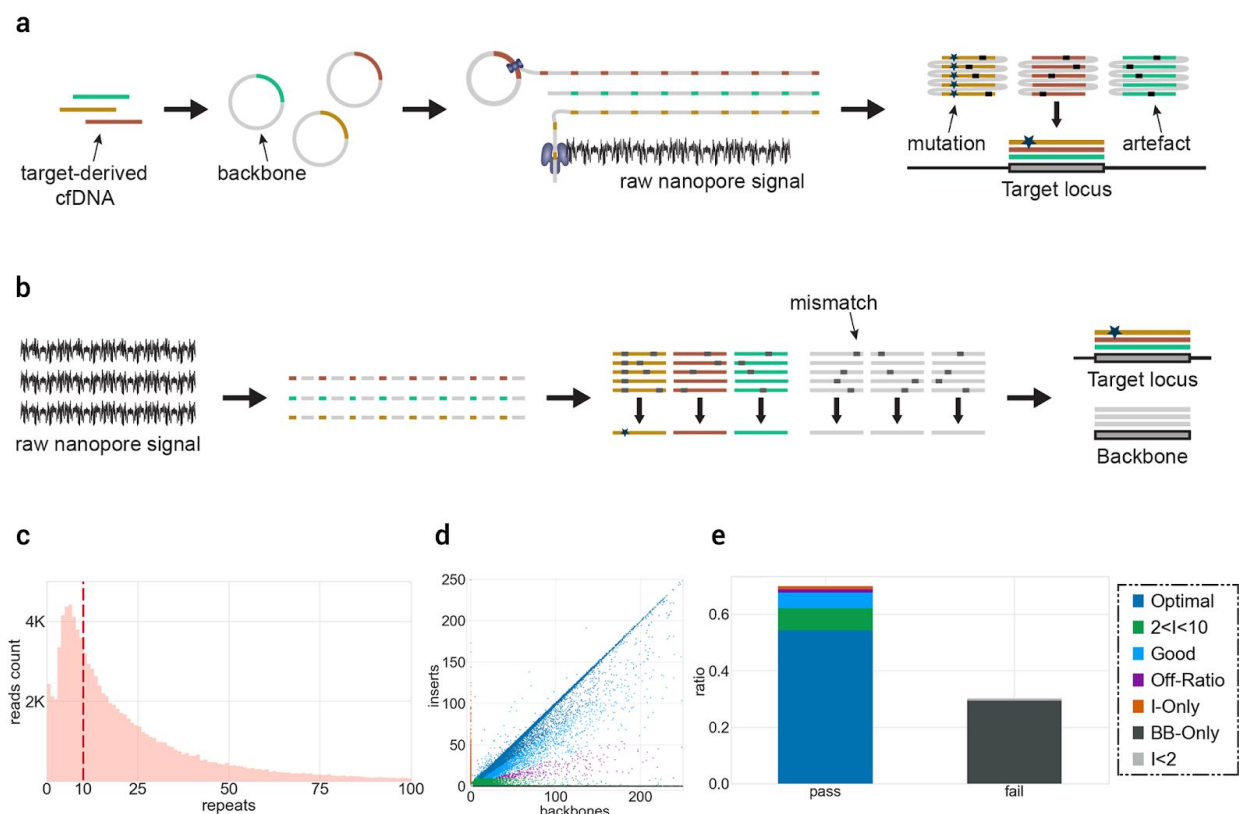 a
target-derived
cfDNA
backbone
raw nanopore signal
mutation
artefact
Target locus
b
raw nanopore signal
mismatch
Target locus
Backbone
c
reads count
4K
2K
0
10
25
50
75
100
repeats
d
inserts
250
200
150
100
50
0
0
100
200
backbones
e
ratio
0.6
0.4
0.2
0.0
pass
fail
Optimal
2<I<10
Good
Off-Ratio
I-Only
BB-Only
I<2